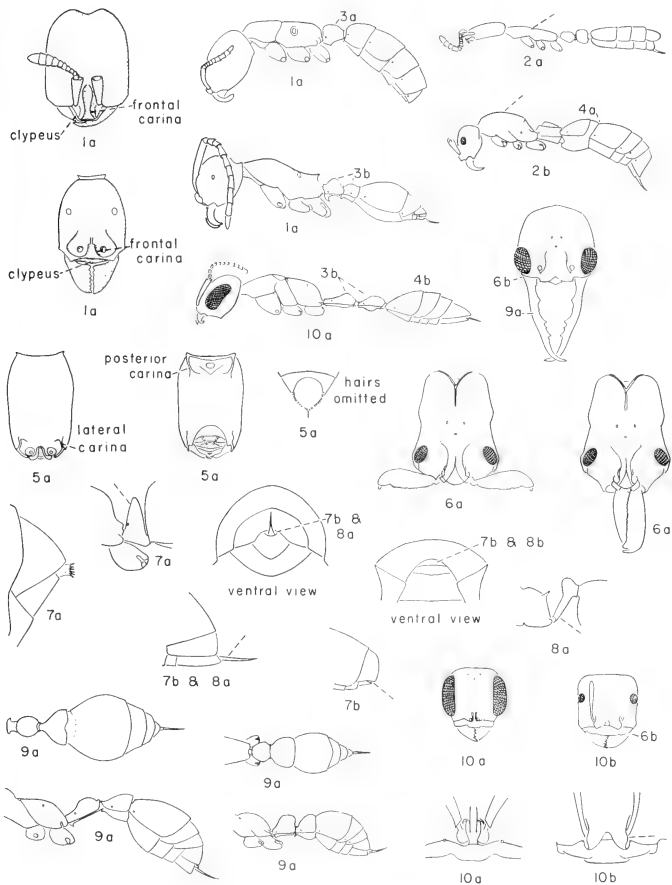 frontal
carina
clypeus
1a
3a
1a
2a
4a
2b
3b
1a
frontal
carina
clypeus
1a
3b
4b
10a
6b
9a
lateral
carina
5a
posterior
carina
5a
hairs
omitted
5a
6a
6a
7a
7a
7b &
8a
ventral view
7b & 8b
ventral view
8a
7b & 8a
7b
10a
6b
10b
9a
9a
9a
9a
10a
10b